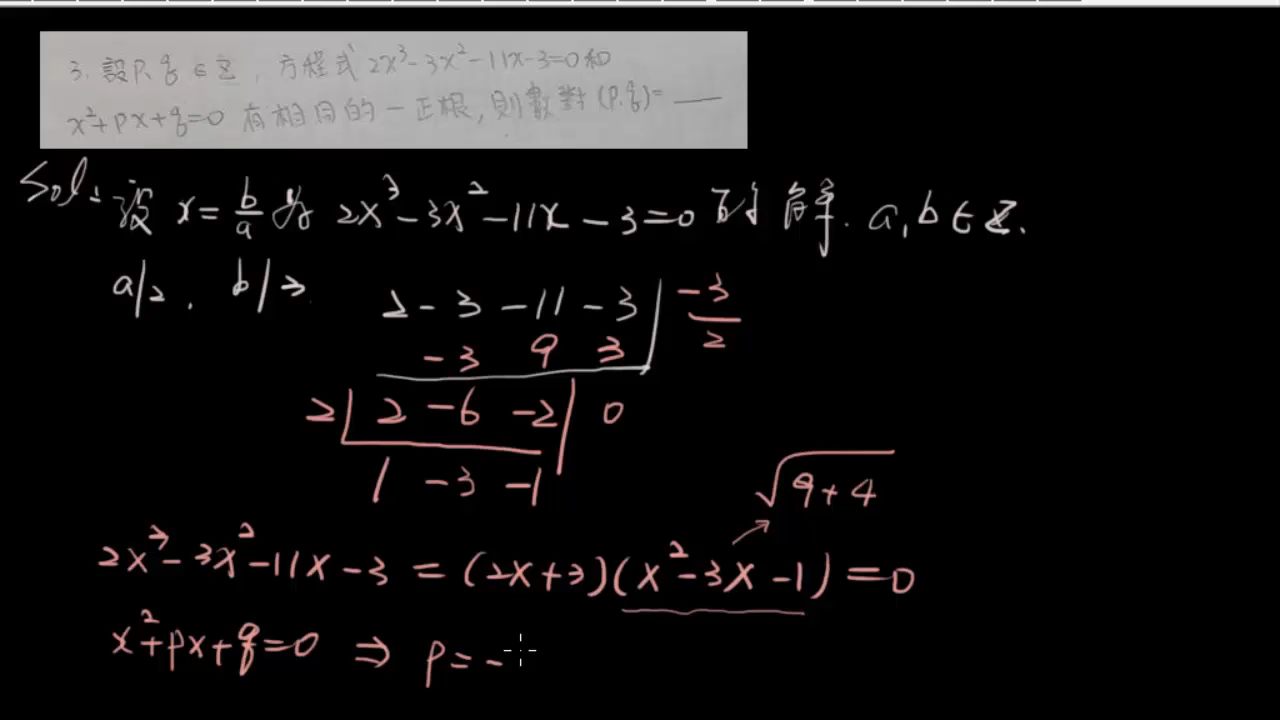 3. 設P、q ∈ Z, 方程式 2x³-3x²-11x-3=0和
x²+px+q=0 有相同的一正根, 則數對(p,q)=___
Sol: 设 x=b/a 为 2x³-3x²-11x-3=0 的解. a,b∈Z.
a|2, b|3
2 -3 -11 -3 | -3/2
-3 9 3
2 | 2 -6 -2 | 0
1 -3 -1
√(9+4)
2x³-3x²-11x-3 = (2x+3)(x²-3x-1) = 0
x²+px+q=0 ⇒ p=-